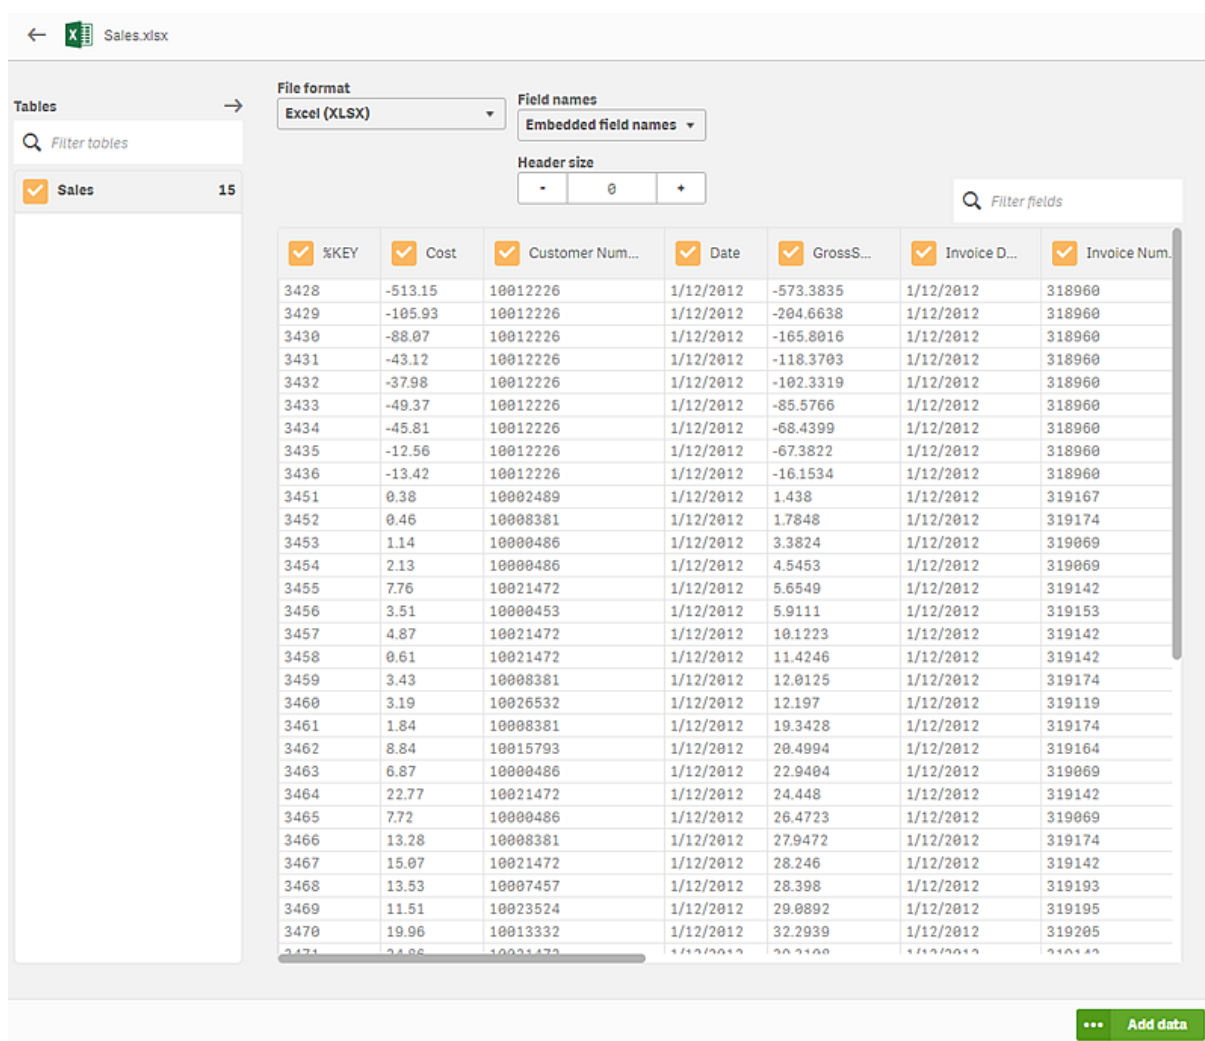 Sales.xlsx
Tables
Filter tables
Sales 15
File format
Excel (XLSX)
Field names
Embedded field names
Header size
- 0 +
Filter fields
%KEY Cost Customer Num... Date GrossS... Invoice D... Invoice Num.
3428 -513.15 10012226 1/12/2012 -573.3835 1/12/2012 318960
3429 -105.93 10012226 1/12/2012 -204.6638 1/12/2012 318960
3430 -88.07 10012226 1/12/2012 -165.8016 1/12/2012 318960
3431 -43.12 10012226 1/12/2012 -118.3703 1/12/2012 318960
3432 -37.98 10012226 1/12/2012 -102.3319 1/12/2012 318960
3433 -49.37 10012226 1/12/2012 -85.5766 1/12/2012 318960
3434 -45.81 10012226 1/12/2012 -68.4399 1/12/2012 318960
3435 -12.56 10012226 1/12/2012 -67.3822 1/12/2012 318960
3436 -13.42 10012226 1/12/2012 -16.1534 1/12/2012 318960
3451 0.38 10002489 1/12/2012 1.438 1/12/2012 319167
3452 0.46 10008381 1/12/2012 1.7848 1/12/2012 319174
3453 1.14 10000486 1/12/2012 3.3824 1/12/2012 319069
3454 2.13 10000486 1/12/2012 4.5453 1/12/2012 319069
3455 7.76 10021472 1/12/2012 5.6549 1/12/2012 319142
3456 3.51 10000453 1/12/2012 5.9111 1/12/2012 319153
3457 4.87 10021472 1/12/2012 10.1223 1/12/2012 319142
3458 0.61 10021472 1/12/2012 11.4246 1/12/2012 319142
3459 3.43 10008381 1/12/2012 12.0125 1/12/2012 319174
3460 3.19 10026532 1/12/2012 12.197 1/12/2012 319119
3461 1.84 10008381 1/12/2012 19.3428 1/12/2012 319174
3462 8.84 10015793 1/12/2012 20.4994 1/12/2012 319164
3463 6.87 10000486 1/12/2012 22.9404 1/12/2012 319069
3464 22.77 10021472 1/12/2012 24.448 1/12/2012 319142
3465 7.72 10000486 1/12/2012 26.4723 1/12/2012 319069
3466 13.28 10008381 1/12/2012 27.9472 1/12/2012 319174
3467 15.07 10021472 1/12/2012 28.246 1/12/2012 319142
3468 13.53 10007457 1/12/2012 28.398 1/12/2012 319193
3469 11.51 10023524 1/12/2012 29.0892 1/12/2012 319195
3470 19.96 10013332 1/12/2012 32.2939 1/12/2012 319205
••• Add data